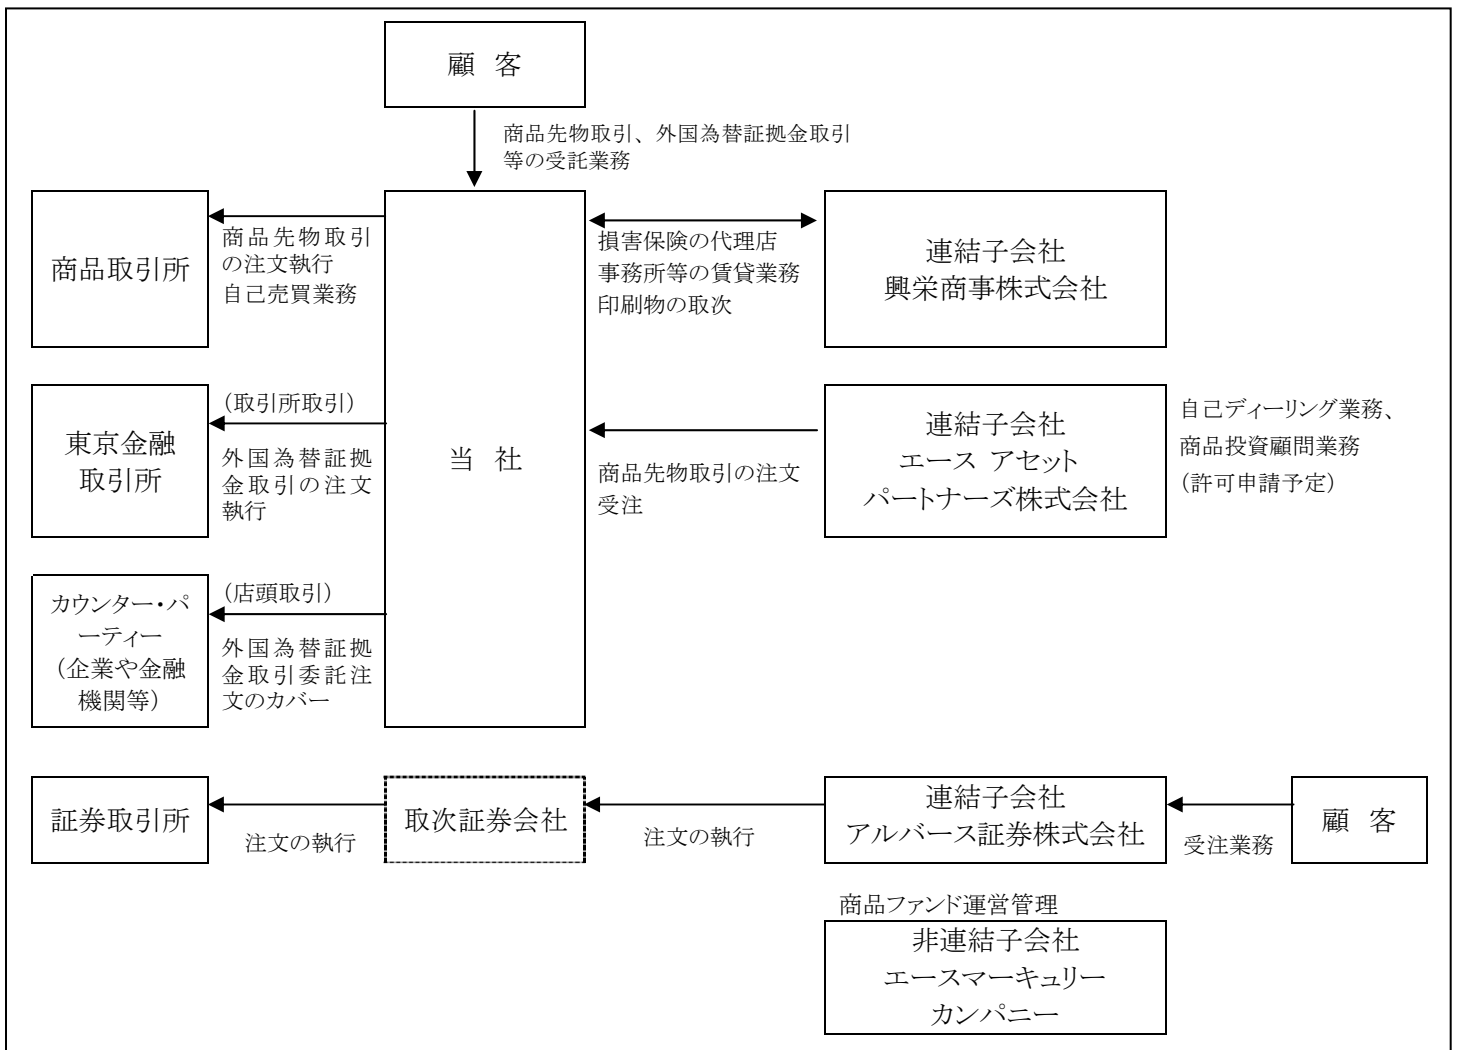 顧 客
商品先物取引、外国為替証拠金取引
等の受託業務
商品取引所
商品先物取引
の注文執行
自己売買業務
当 社
損害保険の代理店
事務所等の賃貸業務
印刷物の取次
連結子会社
興栄商事株式会社
東京金融
取引所
(取引所取引)
外国為替証拠
金取引の注文
執行
商品先物取引の注文
受注
連結子会社
エース アセット
パートナーズ株式会社
自己ディーリング業務、
商品投資顧問業務
(許可申請予定)
カウンター・パ
ーティー
(企業や金融
機関等)
(店頭取引)
外国為替証拠
金取引委託注
文のカバー
証券取引所
注文の執行
取次証券会社
注文の執行
連結子会社
アルバース証券株式会社
受注業務
顧 客
商品ファンド運営管理
非連結子会社
エースマーキュリー
カンパニー